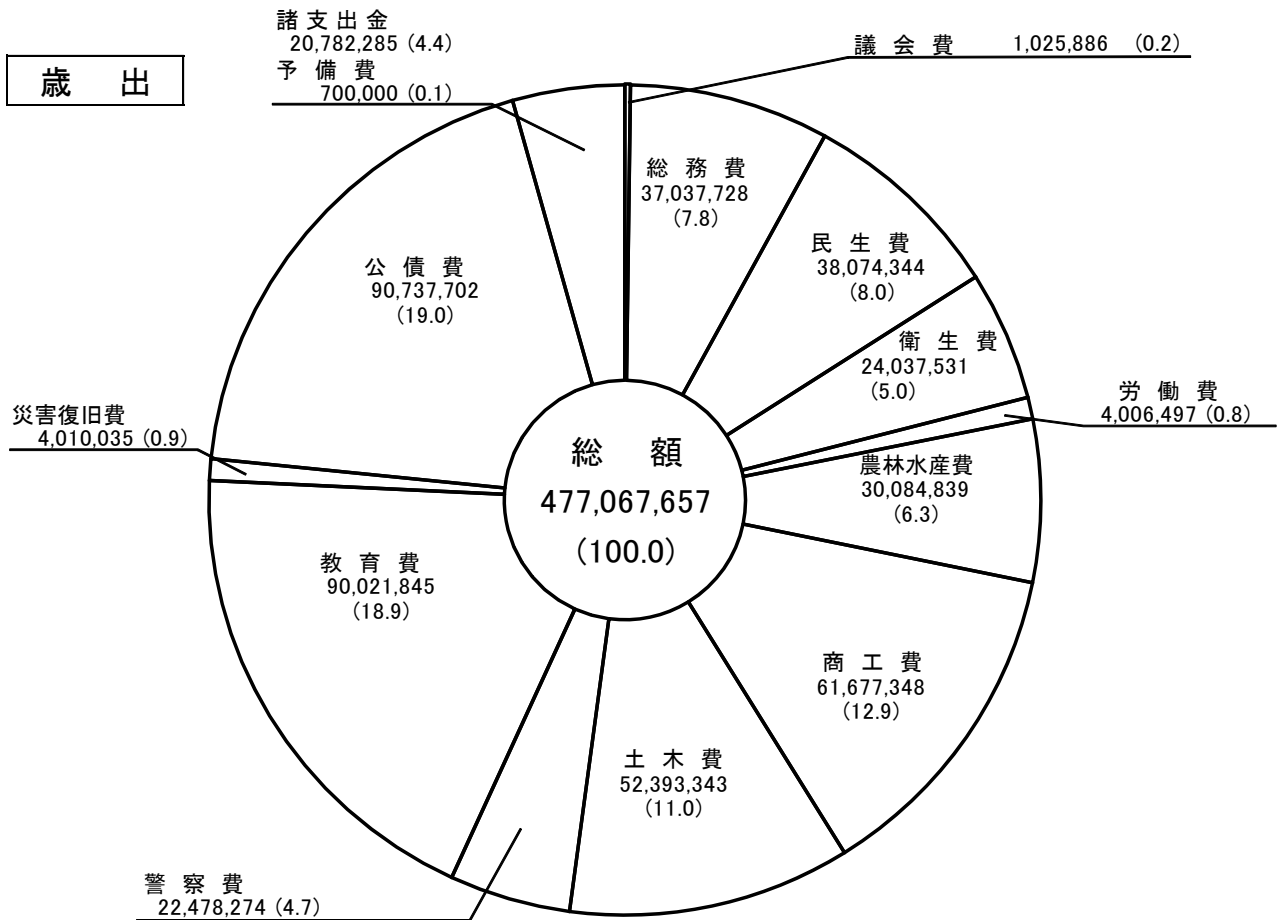 歳 出
諸支出金
20,782,285 (4.4)
予備費
700,000 (0.1)
議会費 1,025,886 (0.2)
総務費
37,037,728
(7.8)
民生費
38,074,344
(8.0)
衛生費
24,037,531
(5.0)
労働費
4,006,497 (0.8)
農林水産費
30,084,839
(6.3)
商工費
61,677,348
(12.9)
土木費
52,393,343
(11.0)
警察費
22,478,274 (4.7)
教育費
90,021,845
(18.9)
災害復旧費
4,010,035 (0.9)
公債費
90,737,702
(19.0)
総 額
477,067,657
(100.0)